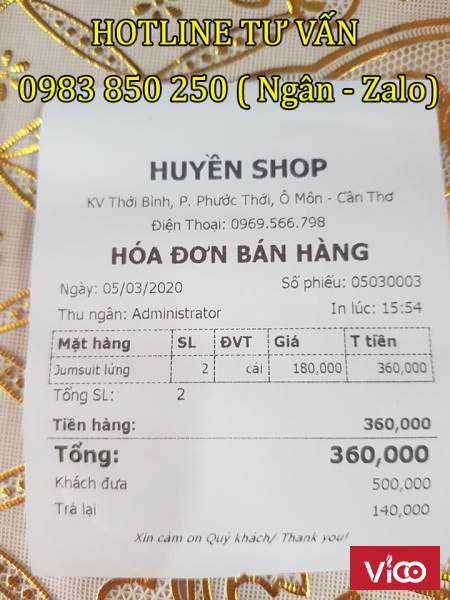 HOTLINE TƯ VẤN
0983 850 250 ( Ngân - Zalo)
HUYỀN SHOP
KV Thới Bình, P. Phước Thới, Ô Môn - Cần Thơ
Điện Thoại: 0969.566.798
HÓA ĐƠN BÁN HÀNG
Ngày: 05/03/2020 Số phiếu: 05030003
Thu ngân: Administrator In lúc: 15:54
Mặt hàng SL ĐVT Giá T tiền
Jumsuit lửng 2 cái 180,000 360,000
Tổng SL: 2
Tiền hàng: 360,000
Tổng: 360,000
Khách đưa 500,000
Trả lại 140,000
Xin cảm ơn Quý khách/ Thank you!
Vioo